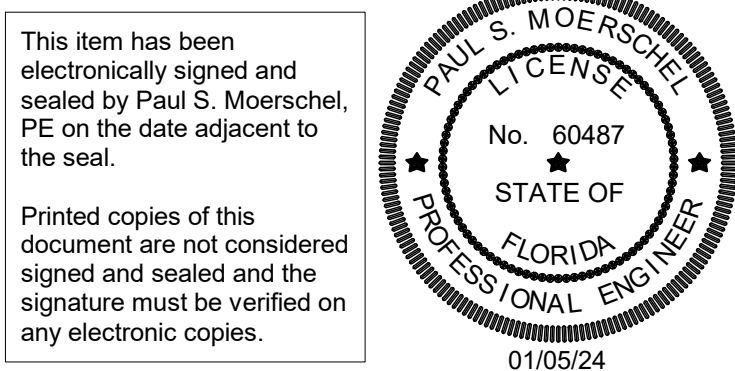 This item has been
electronically signed and
sealed by Paul S. Moerschel,
PE on the date adjacent to
the seal.
Printed copies of this
document are not considered
signed and sealed and the
signature must be verified on
any electronic copies.
PAUL S. MOERSCHEL
LICENSE
No. 60487
STATE OF
FLORIDA
PROFESSIONAL ENGINEER
01/05/24